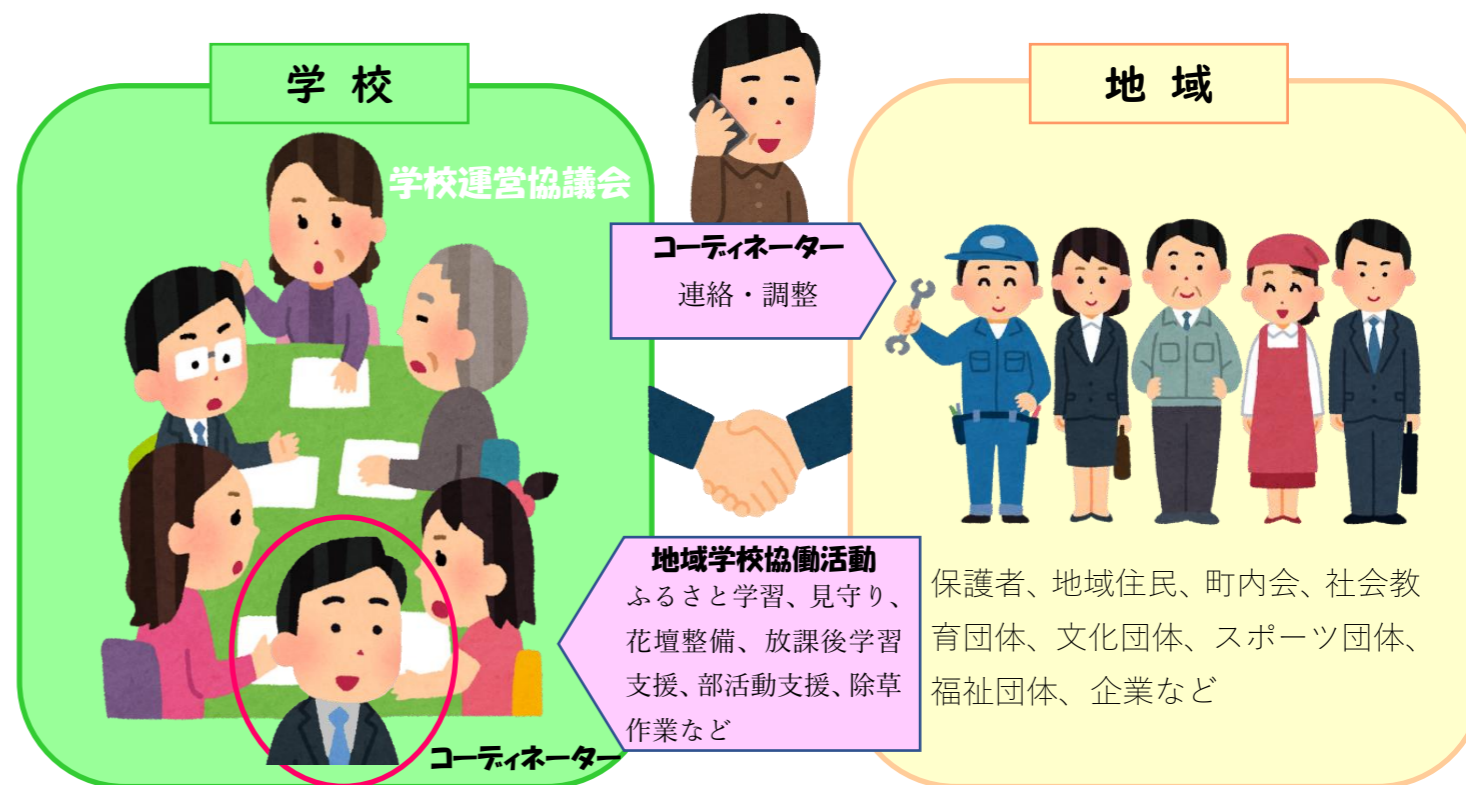 学校
学校運営協議会
コーディネーター
コーディネーター
連絡・調整
地域学校協働活動
ふるさと学習、見守り、
花壇整備、放課後学習
支援、部活動支援、除草
作業など
地域
保護者、地域住民、町内会、社会教
育団体、文化団体、スポーツ団体、
福祉団体、企業など